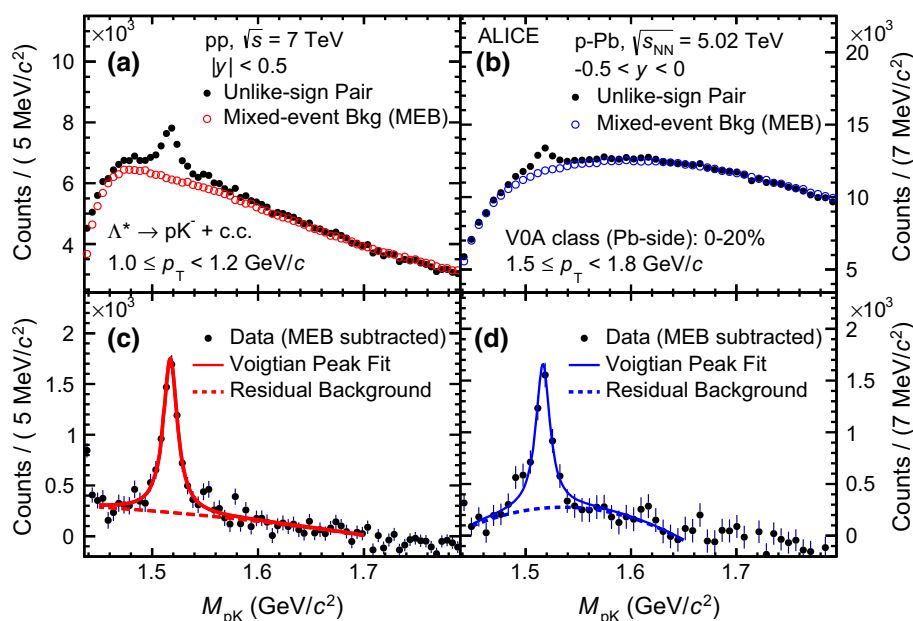 ×10³
(a)
pp, √s = 7 TeV
|y| < 0.5
Unlike-sign Pair
Mixed-event Bkg (MEB)
Λ* → pK⁻ + c.c.
1.0 ≤ p_T < 1.2 GeV/c
Counts / ( 5 MeV/c²)
10
8
6
4
ALICE
p-Pb, √s_NN = 5.02 TeV
×10³
(b)
-0.5 < y < 0
Unlike-sign Pair
Mixed-event Bkg (MEB)
V0A class (Pb-side): 0-20%
1.5 ≤ p_T < 1.8 GeV/c
Counts / (7 MeV/c²)
20
15
10
5
×10³
(c)
Data (MEB subtracted)
Voigtian Peak Fit
Residual Background
Counts / ( 5 MeV/c²)
2
1.5
1
0.5
0
1.5
1.6
1.7
M_pK (GeV/c²)
×10³
(d)
Data (MEB subtracted)
Voigtian Peak Fit
Residual Background
Counts / (7 MeV/c²)
2
1.5
1
0.5
0
1.5
1.6
1.7
M_pK (GeV/c²)